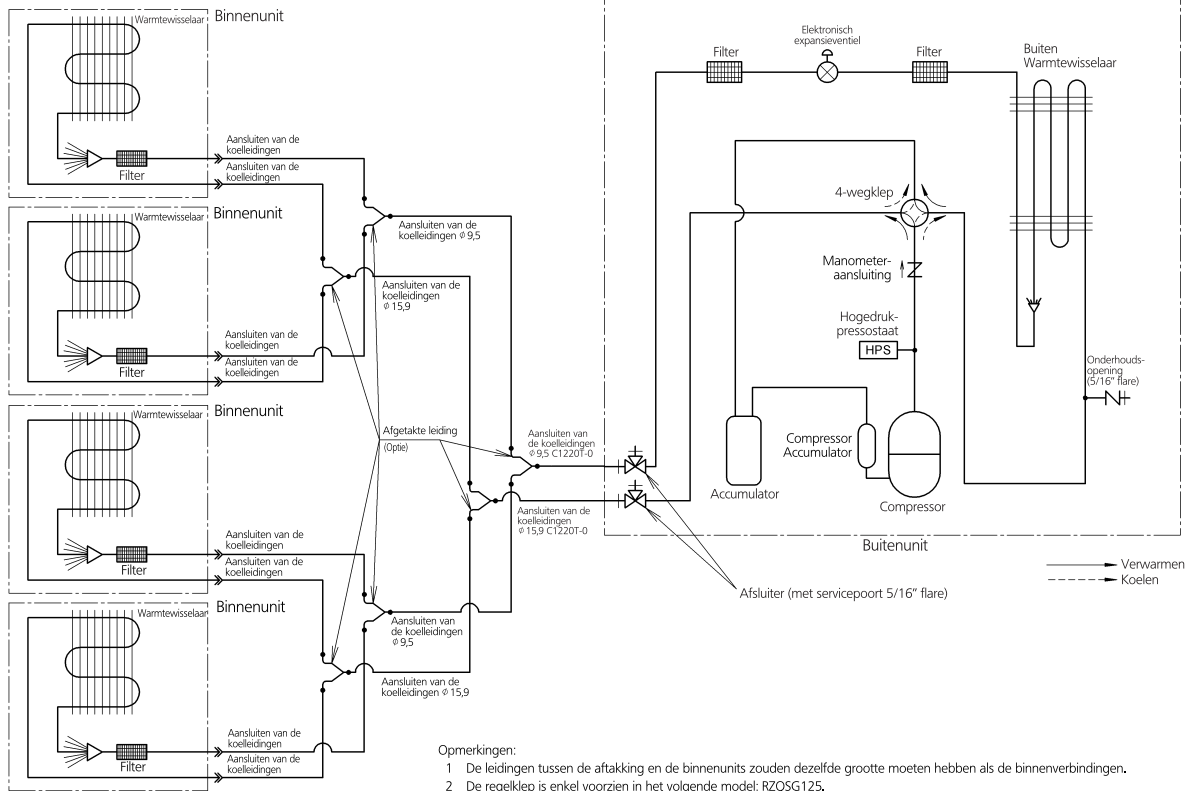 Warmtewisselaar
Binnenunit
Filter
Aansluiten van de
koelleidingen
Aansluiten van de
koelleidingen
Warmtewisselaar
Binnenunit
Filter
Aansluiten van de
koelleidingen
Aansluiten van de
koelleidingen
Warmtewisselaar
Binnenunit
Filter
Aansluiten van de
koelleidingen
Aansluiten van de
koelleidingen
Warmtewisselaar
Binnenunit
Filter
Aansluiten van de
koelleidingen
Aansluiten van de
koelleidingen
Aansluiten van de
koelleidingen ϕ 9,5
Aansluiten van de
koelleidingen
ϕ 15,9
Afgetakte leiding
(Optie)
Aansluiten van
de koelleidingen
ϕ 9,5
Aansluiten van de
koelleidingen ϕ 15,9
Aansluiten van
de koelleidingen
ϕ 9,5 C1220T-0
Aansluiten van de
koelleidingen
ϕ 15,9 C1220T-0
Filter
Elektronisch
expansieventiel
Filter
Buiten
Warmtewisselaar
4-wegklep
Manometer-
aansluiting
Hogedruk-
pressostaat
HPS
Onderhouds-
opening
(5/16" flare)
Compressor
Accumulator
Accumulator
Compressor
Buitenunit
Verwarmen
Koelen
Afsluiter (met servicepoort 5/16" flare)
Opmerkingen:
1 De leidingen tussen de aftakking en de binnenunits zouden dezelfde grootte moeten hebben als de binnenverbindingen.
2 De regelklep is enkel voorzien in het volgende model: RZQSG125.